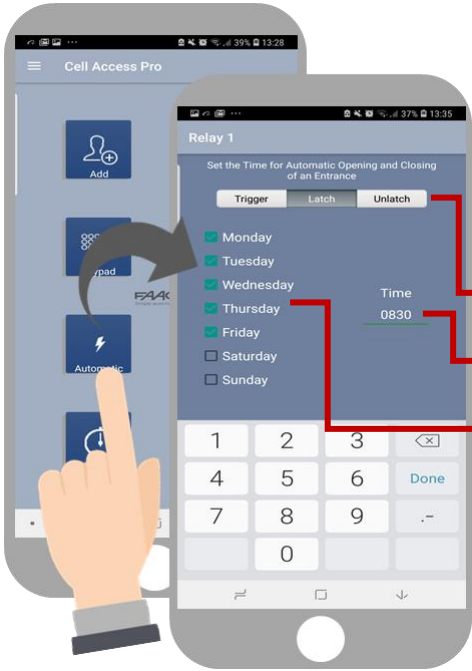 39% 13:28
Cell Access Pro
Add
ypad
FAAC
Automatic
37% 13:35
Relay 1
Set the Time for Automatic Opening and Closing
of an Entrance
Trigger Latch Unlatch
Monday
Tuesday
Wednesday
Thursday
Friday
Saturday
Sunday
Time
0830
1 2 3
4 5 6 Done
7 8 9 .-
0